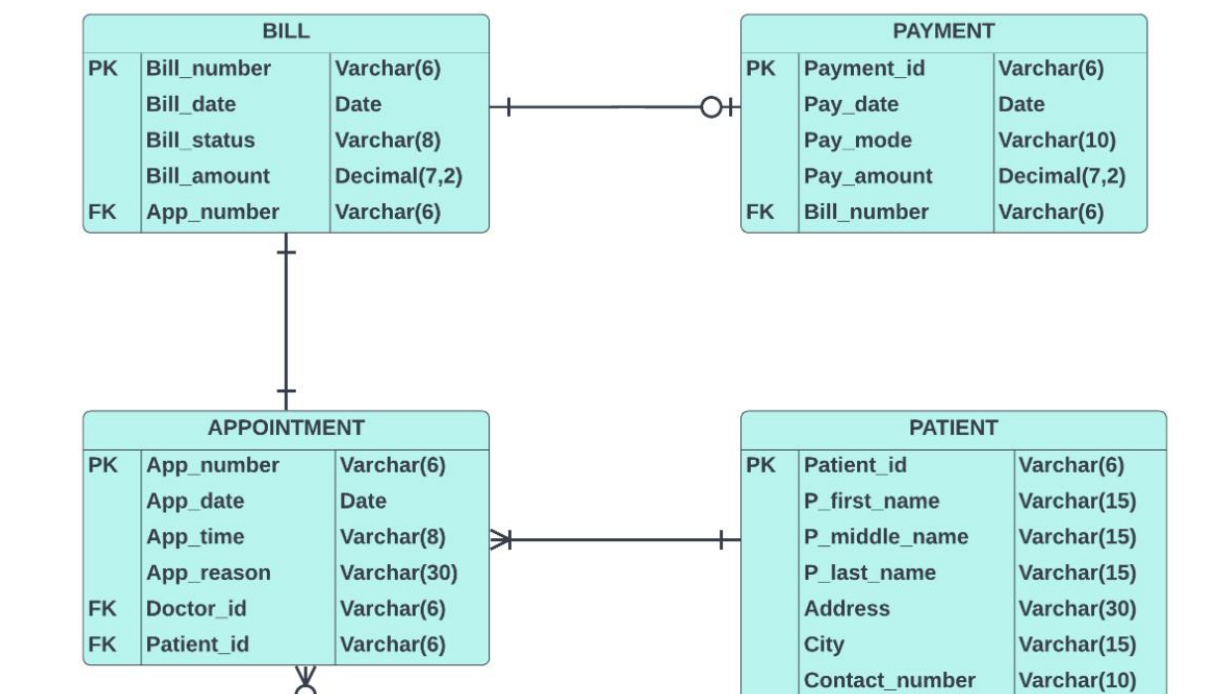 BILL
PK Bill_number Varchar(6)
Bill_date Date
Bill_status Varchar(8)
Bill_amount Decimal(7,2)
FK App_number Varchar(6)
PAYMENT
PK Payment_id Varchar(6)
Pay_date Date
Pay_mode Varchar(10)
Pay_amount Decimal(7,2)
FK Bill_number Varchar(6)
APPOINTMENT
PK App_number Varchar(6)
App_date Date
App_time Varchar(8)
App_reason Varchar(30)
FK Doctor_id Varchar(6)
FK Patient_id Varchar(6)
PATIENT
PK Patient_id Varchar(6)
P_first_name Varchar(15)
P_middle_name Varchar(15)
P_last_name Varchar(15)
Address Varchar(30)
City Varchar(15)
Contact_number Varchar(10)